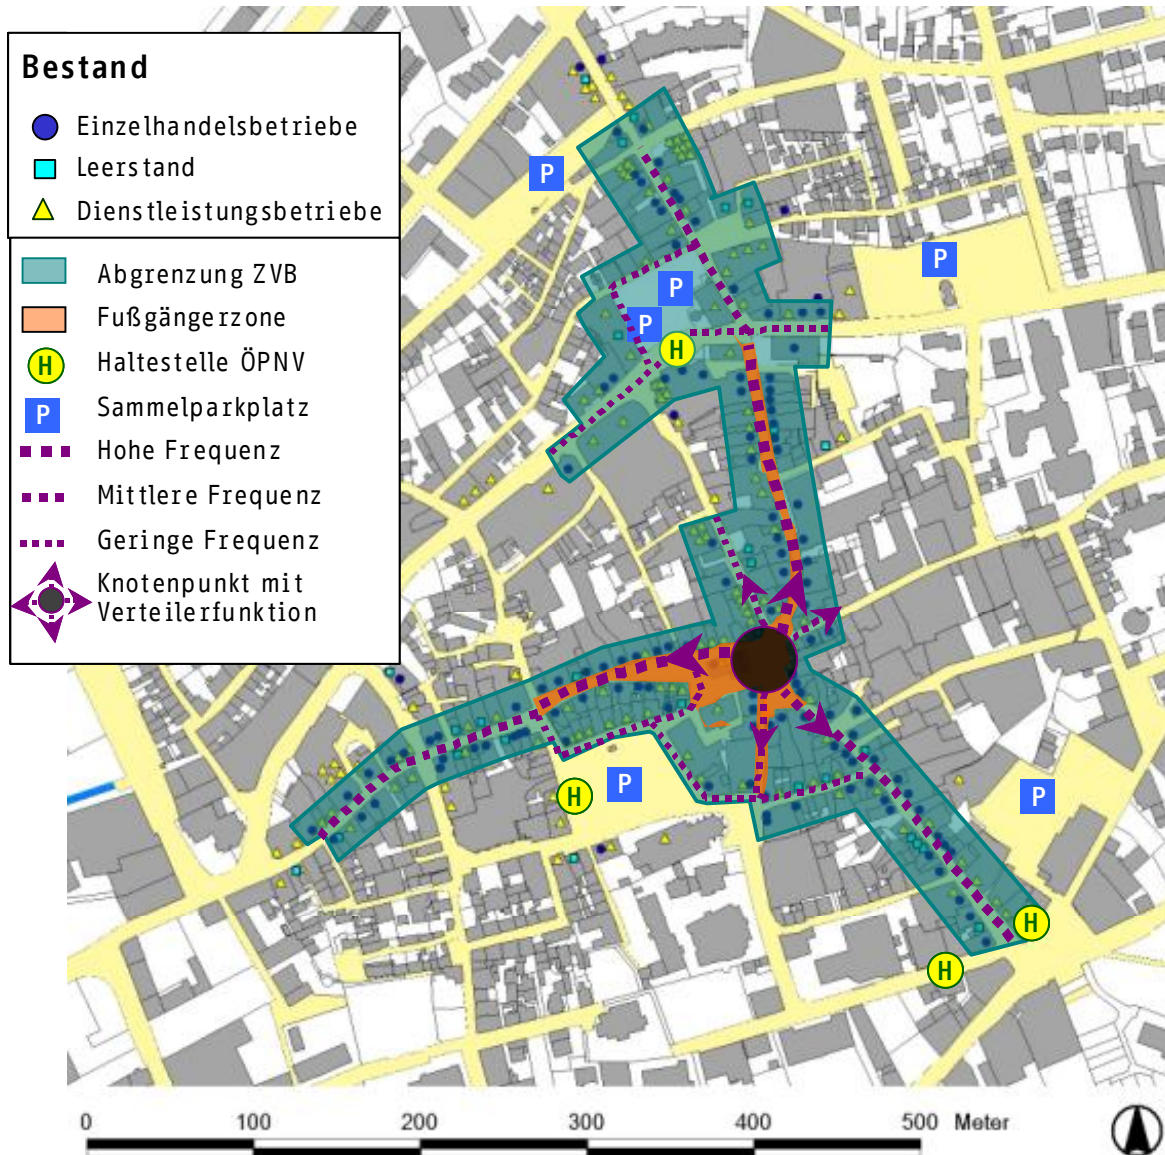 Bestand
Einzelhandelsbetriebe
Leerstand
Dienstleistungsbetriebe
Abgrenzung ZVB
Fußgängerzone
H Haltestelle ÖPNV
P Sammelparkplatz
Hohe Frequenz
Mittlere Frequenz
Geringe Frequenz
Knotenpunkt mit
Verteilerfunktion
P
P
P
P
H
H
P
P
H
H
0 100 200 300 400 500 Meter